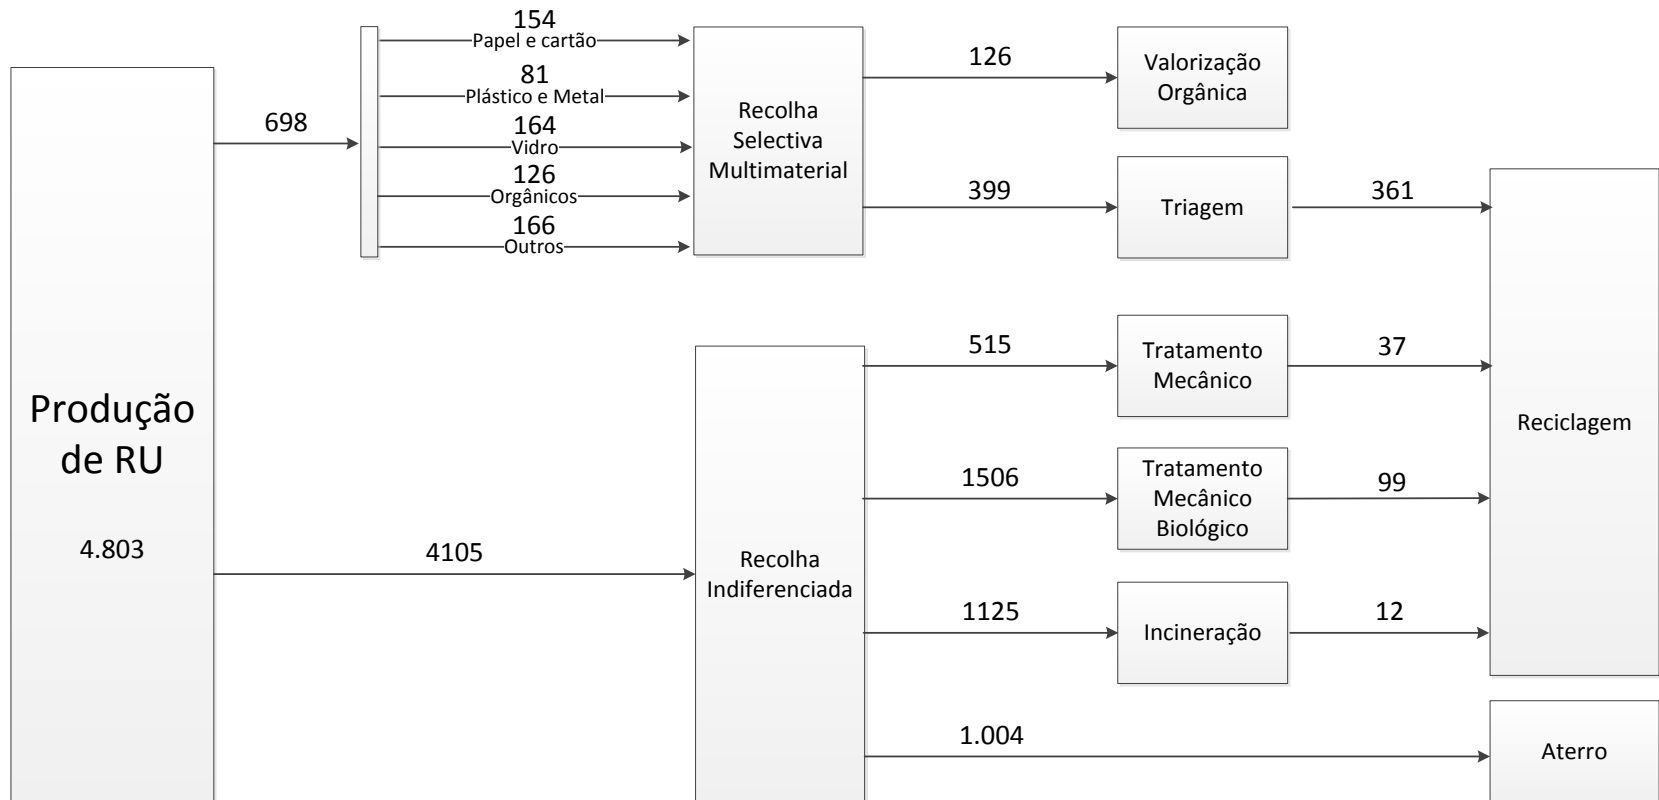 Produção
de RU
4.803
698
154
Papel e cartão
81
Plástico e Metal
164
Vidro
126
Orgânicos
166
Outros
Recolha
Selectiva
Multimaterial
126
Valorização
Orgânica
399
Triagem
361
4105
Recolha
Indiferenciada
515
Tratamento
Mecânico
37
1506
Tratamento
Mecânico
Biológico
99
1125
Incineração
12
Reciclagem
1.004
Aterro